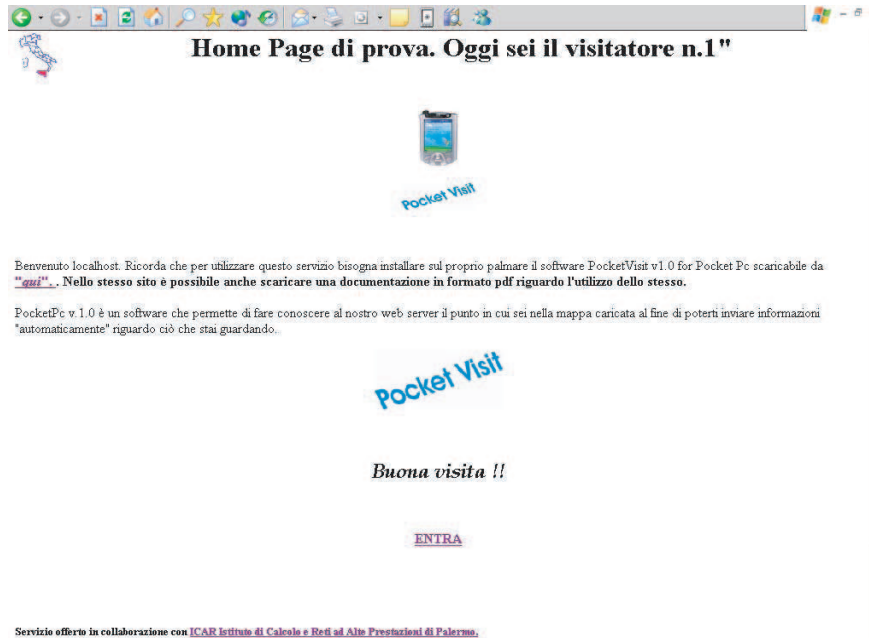 Home Page di prova. Oggi sei il visitatore n.1"
Pocket Visit
Benvenuto localhost. Ricorda che per utilizzare questo servizio bisogna installare sul proprio palmare il software PocketVisit v1.0 for Pocket Pc scaricabile da
"qui". . Nello stesso sito è possibile anche scaricare una documentazione in formato pdf riguardo l'utilizzo dello stesso.
PocketPc v.1.0 è un software che permette di fare conoscere al nostro web server il punto in cui sei nella mappa caricata al fine di poterti inviare informazioni
"automaticamente" riguardo ciò che stai guardando.
Pocket Visit
Buona visita !!
ENTRA
Servizio offerto in collaborazione con ICAR Istituto di Calcolo e Reti ad Alte Prestazioni di Palermo.